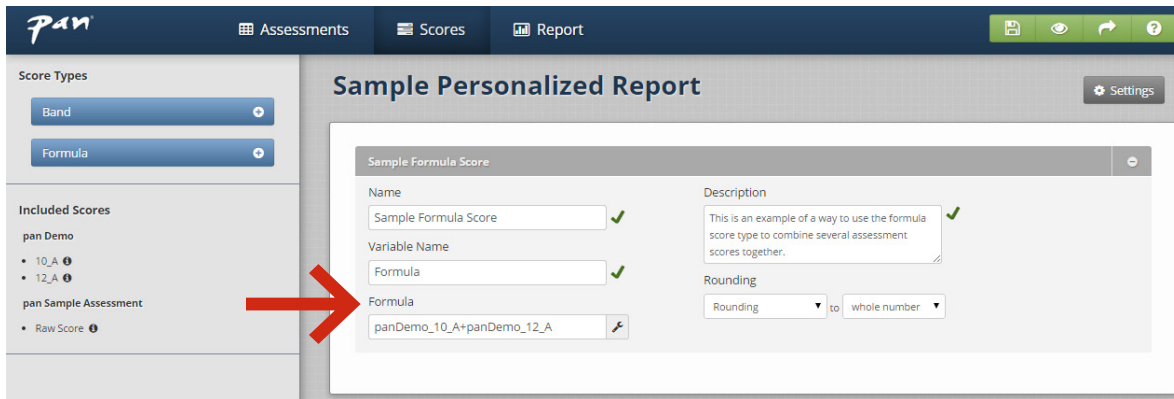 pan
Assessments
Scores
Report
Score Types
Band
Formula
Included Scores
pan Demo
10_A
12_A
pan Sample Assessment
Raw Score
Sample Personalized Report
Settings
Sample Formula Score
Name
Sample Formula Score
Variable Name
Formula
Formula
panDemo_10_A+panDemo_12_A
Description
This is an example of a way to use the formula
score type to combine several assessment
scores together.
Rounding
Rounding to whole number